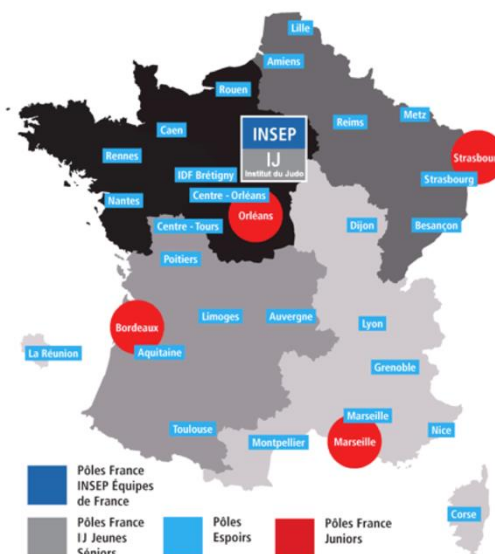 Lille
Amiens
Rouen
Metz
Reims
Caen
INSEP
IJ
Institut du Judo
Rennes
Strasbourg
IDF Brétigny
Strasbourg
Centre - Orléans
Nantes
Orléans
Centre - Tours
Dijon
Besançon
Poitiers
Limoges
Auvergne
Lyon
Bordeaux
La Réunion
Aquitaine
Grenoble
Marseille
Toulouse
Nice
Montpellier
Marseille
Pôles France
INSEP Équipes
de France
Corse
Pôles France
IJ Jeunes
Séniors
Pôles
Espoirs
Pôles France
Juniors